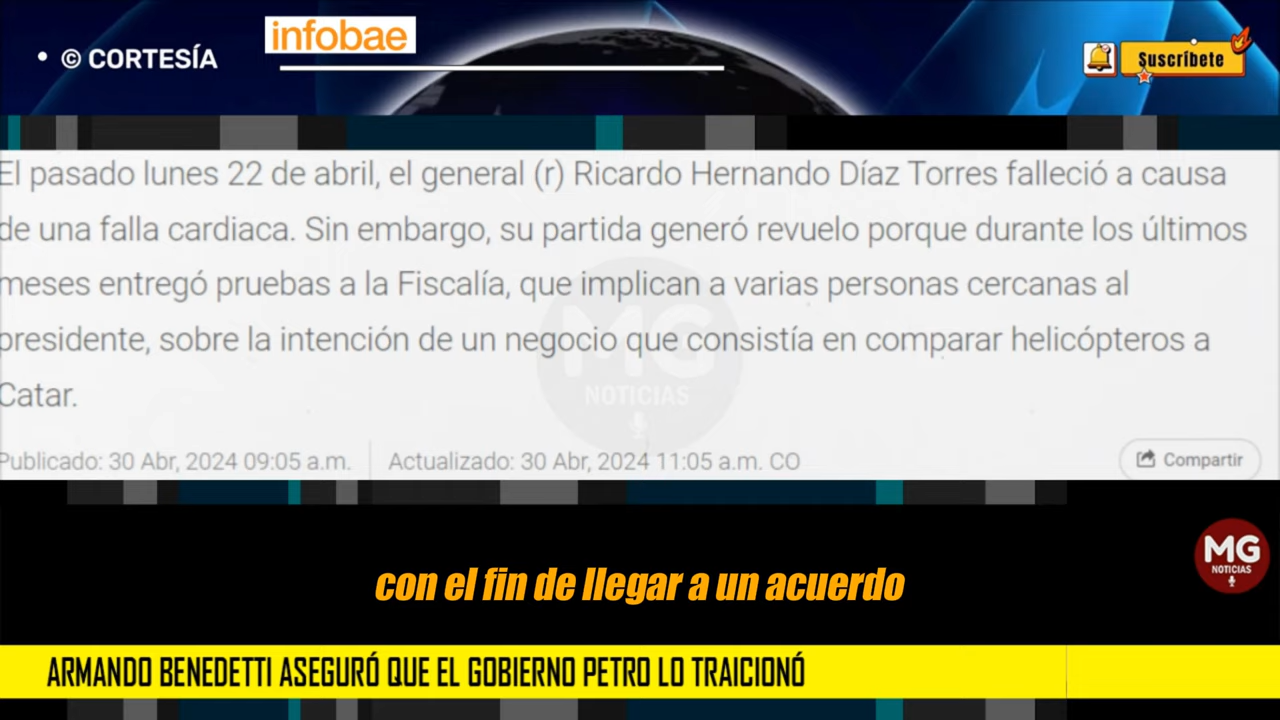 • © CORTESÍA
infobae
Suscríbete
El pasado lunes 22 de abril, el general (r) Ricardo Hernando Díaz Torres falleció a causa
de una falla cardiaca. Sin embargo, su partida generó revuelo porque durante los últimos
meses entregó pruebas a la Fiscalía, que implican a varias personas cercanas al
presidente, sobre la intención de un negocio que consistía en comparar helicópteros a
Catar.
MG
NOTICIAS
Publicado: 30 Abr, 2024 09:05 a.m.
Actualizado: 30 Abr, 2024 11:05 a.m. CO
Compartir
MG
NOTICIAS
con el fin de llegar a un acuerdo
ARMANDO BENEDETTI ASEGURÓ QUE EL GOBIERNO PETRO LO TRAICIONÓ